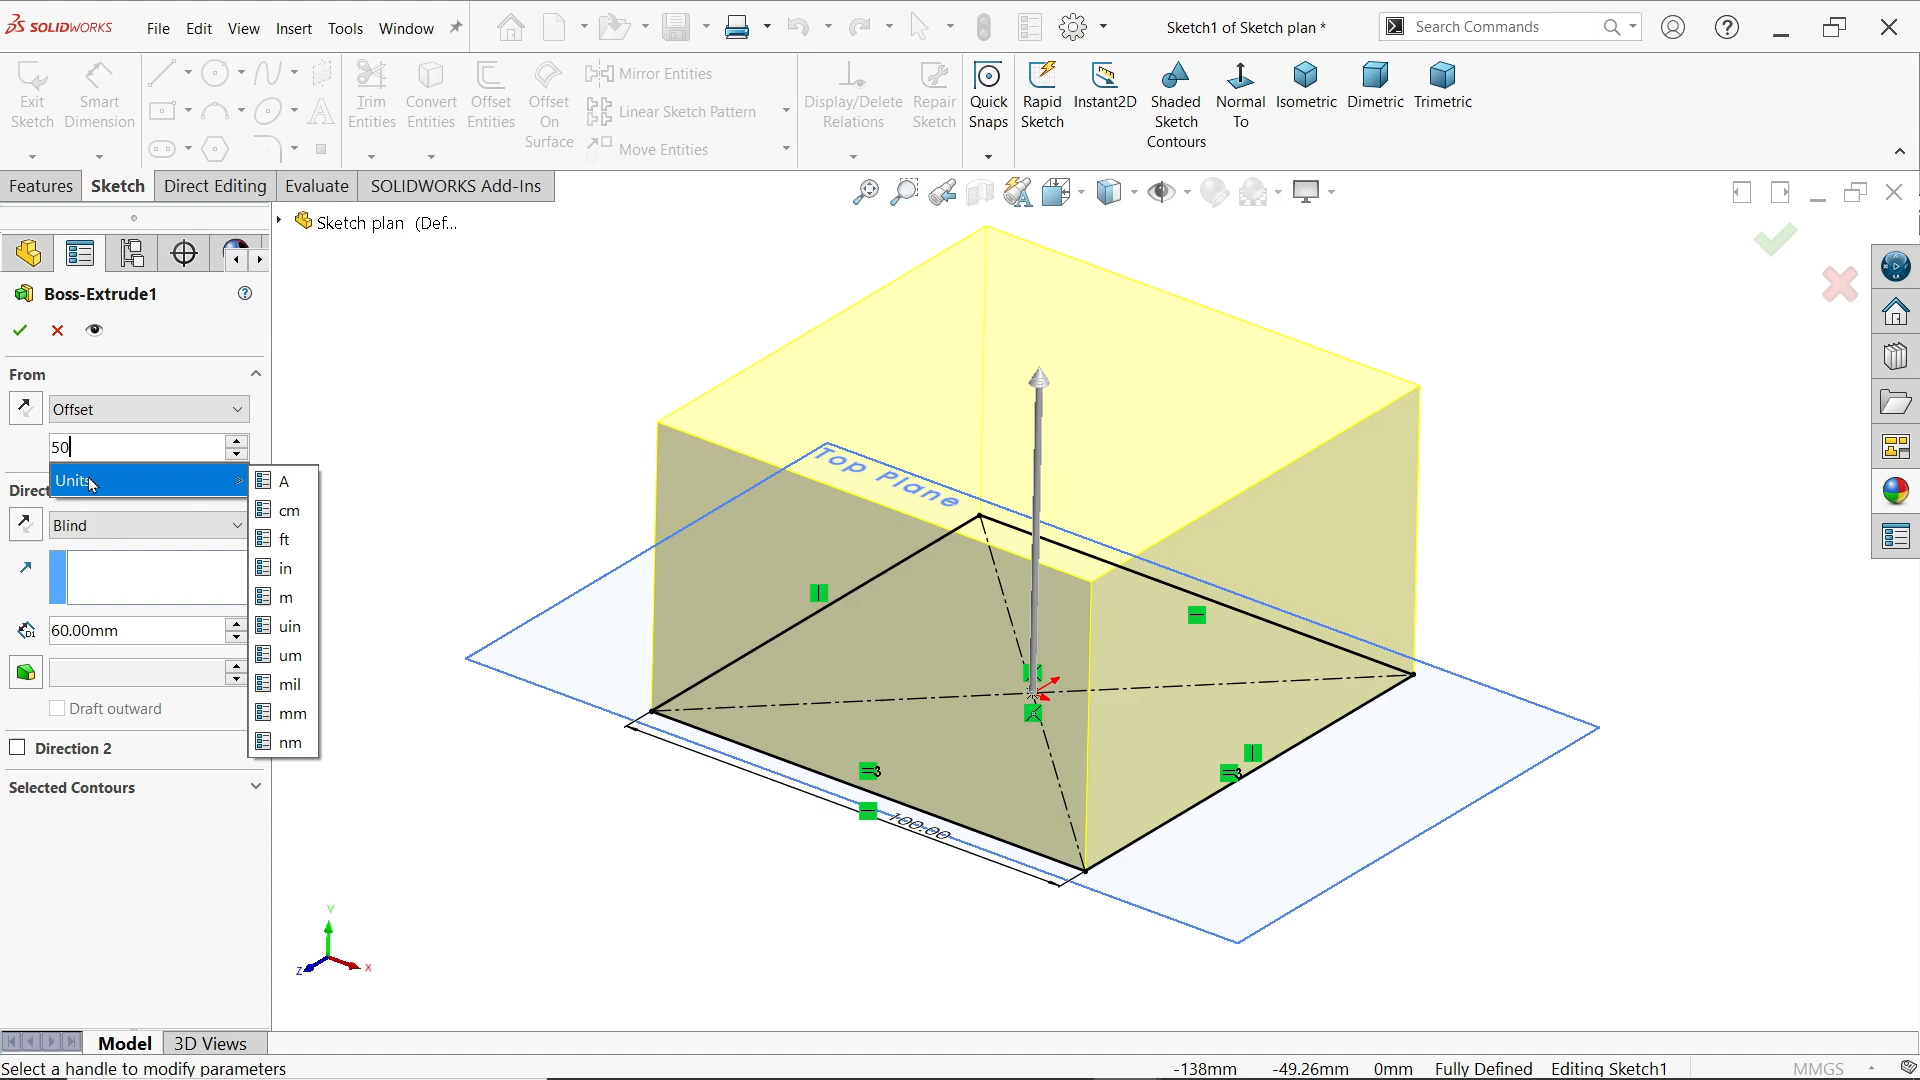 SOLIDWORKS File Edit View Insert Tools Window
Sketch1 of Sketch plan *
Search Commands
Exit Sketch
Smart Dimension
Trim Entities
Convert Entities
Offset Entities
Offset On Surface
Mirror Entities
Linear Sketch Pattern
Move Entities
Display/Delete Relations
Repair Sketch
Quick Snaps
Rapid Sketch
Instant2D
Shaded Sketch Contours
Normal To
Isometric
Dimetric
Trimetric
Features Sketch Direct Editing Evaluate SOLIDWORKS Add-Ins
Sketch plan (Def...
Boss-Extrude1
From
Offset
50
Units
Direct
Blind
60.00mm
Draft outward
Direction 2
Selected Contours
A
cm
ft
in
m
uin
um
mil
mm
nm
Top Plane
3
3
100.00
Y
Z
X
Model 3D Views
Select a handle to modify parameters
-138mm -49.26mm 0mm Fully Defined Editing Sketch1 MMGS